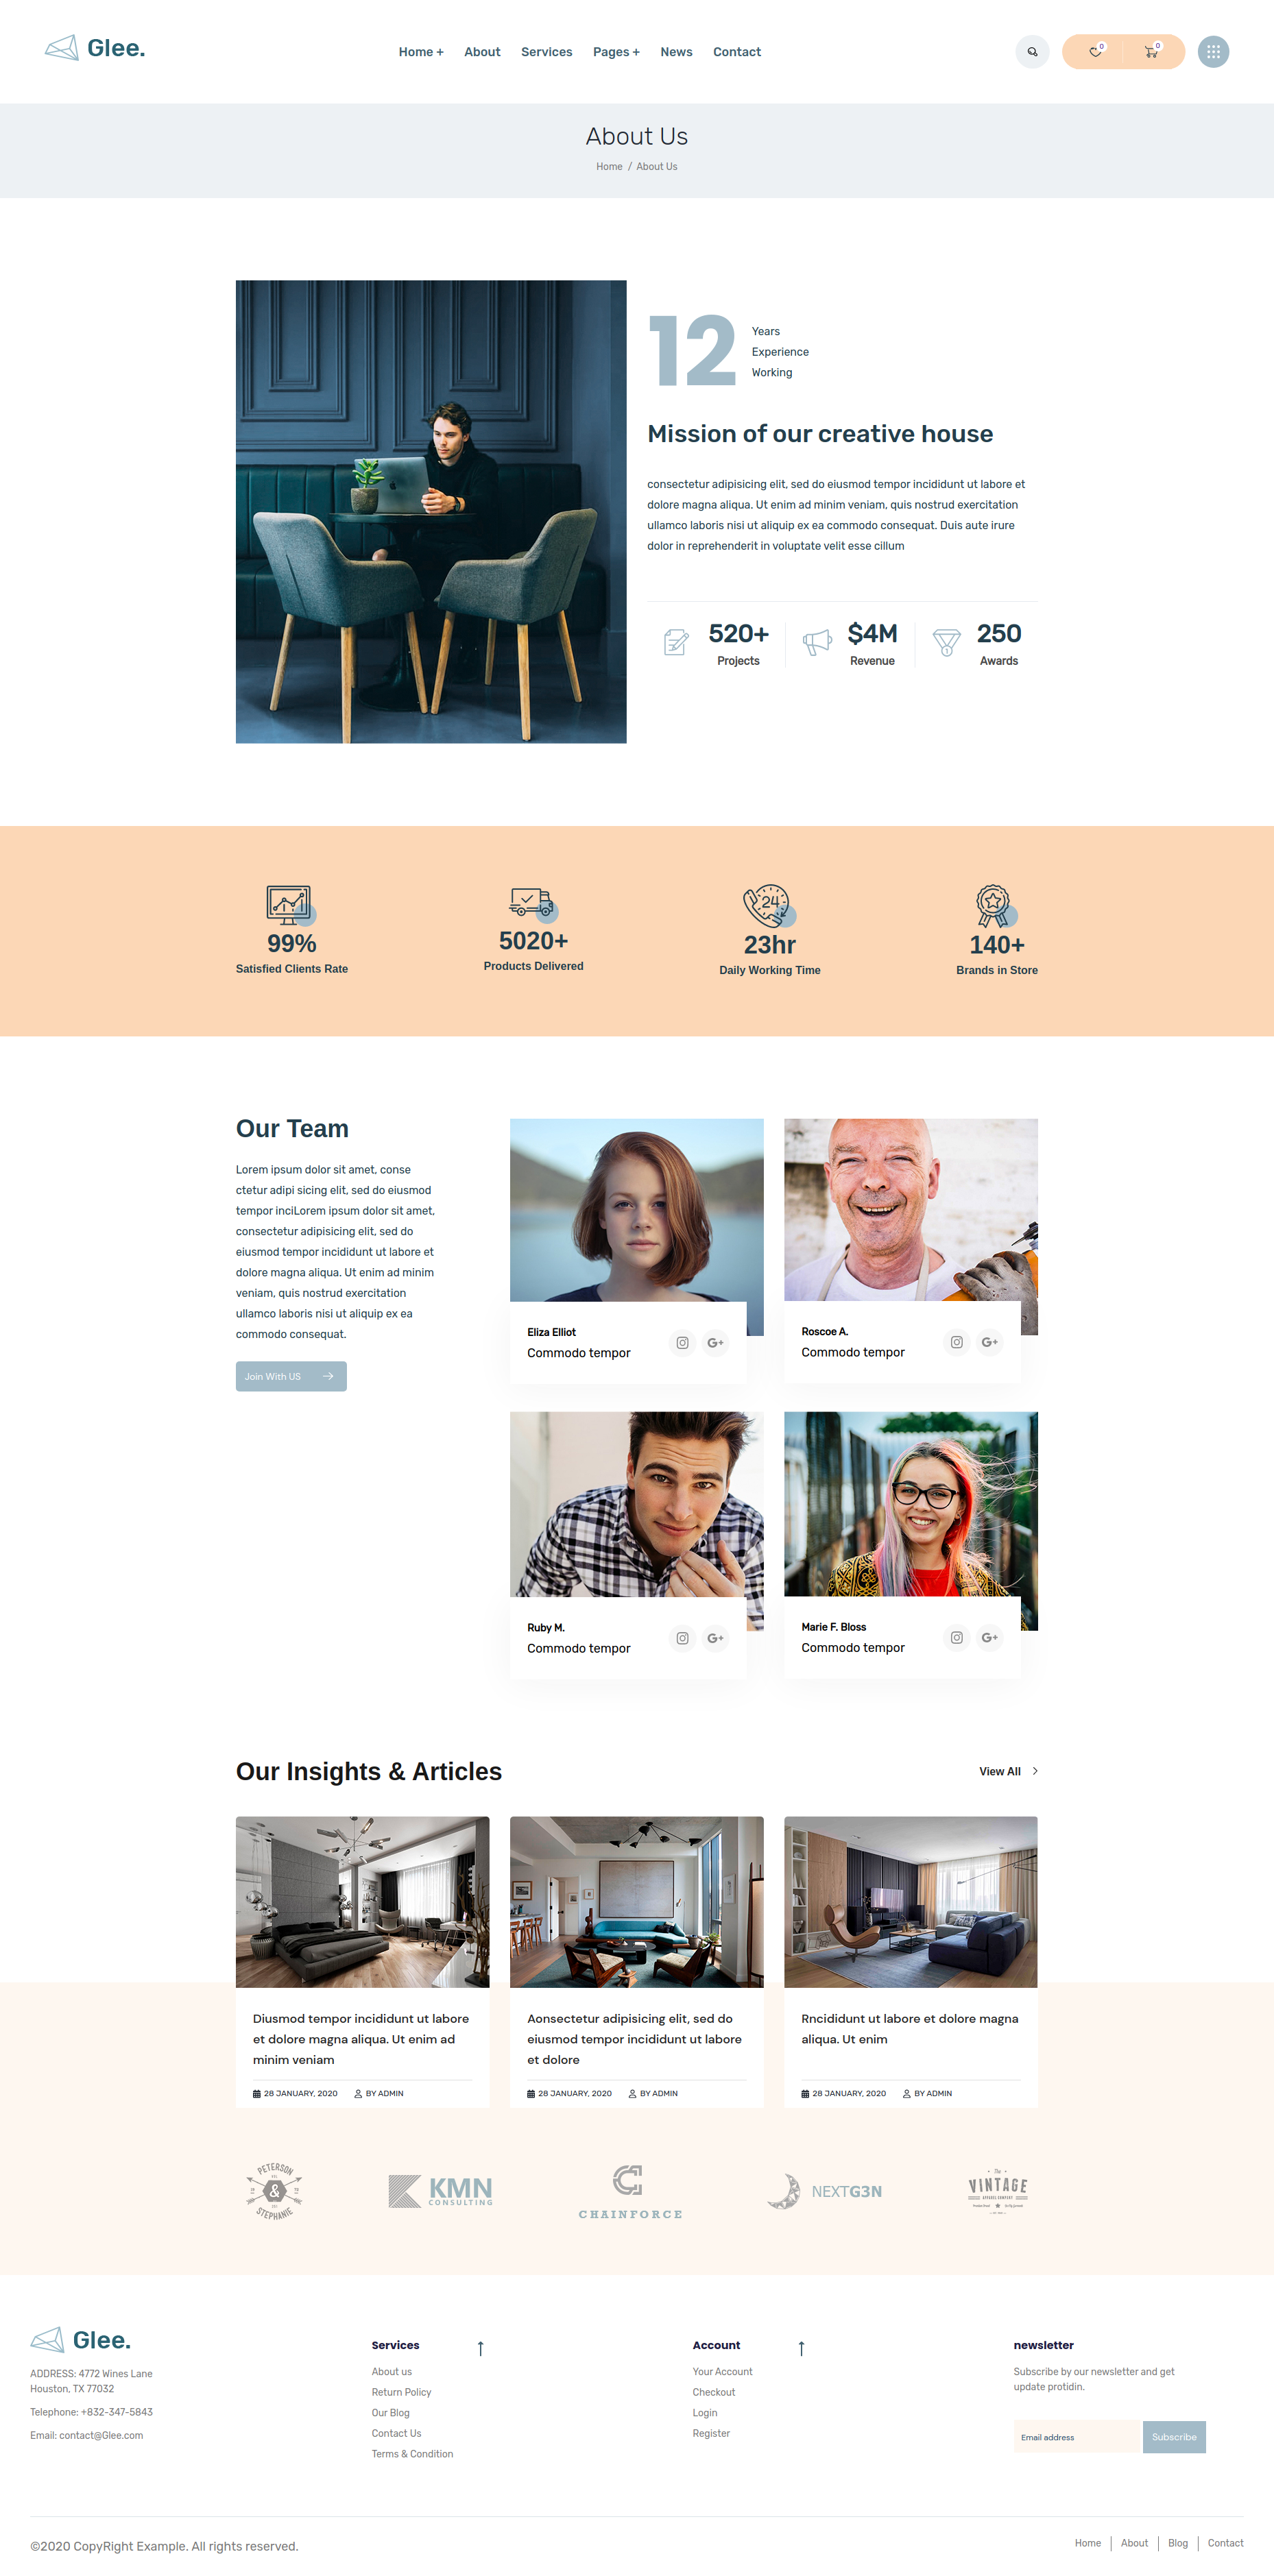 Glee.
Home + About Services Pages + News Contact
0 0
About Us
Home / About Us
12
Years
Experience
Working
Mission of our creative house
consectetur adipisicing elit, sed do eiusmod tempor incididunt ut labore et
dolore magna aliqua. Ut enim ad minim veniam, quis nostrud exercitation
ullamco laboris nisi ut aliquip ex ea commodo consequat. Duis aute irure
dolor in reprehenderit in voluptate velit esse cillum
520+ $4M 250
Projects Revenue Awards
24
99% 5020+ 23hr 140+
Satisfied Clients Rate Products Delivered Daily Working Time Brands in Store
Our Team
Lorem ipsum dolor sit amet, conse
ctetur adipi sicing elit, sed do eiusmod
tempor inciLorem ipsum dolor sit amet,
consectetur adipisicing elit, sed do
eiusmod tempor incididunt ut labore et
dolore magna aliqua. Ut enim ad minim
veniam, quis nostrud exercitation
ullamco laboris nisi ut aliquip ex ea
commodo consequat.
Join With US
Eliza Elliot
Commodo tempor
G+
Roscoe A.
Commodo tempor
G+
Ruby M.
Commodo tempor
G+
Marie F. Bloss
Commodo tempor
G+
Our Insights & Articles
View All
Diusmod tempor incididunt ut labore
et dolore magna aliqua. Ut enim ad
minim veniam
28 JANUARY, 2020 BY ADMIN
Aonsectetur adipisicing elit, sed do
eiusmod tempor incididunt ut labore
et dolore
28 JANUARY, 2020 BY ADMIN
Rncididunt ut labore et dolore magna
aliqua. Ut enim
28 JANUARY, 2020 BY ADMIN
PETERSON
&
STEPHANIE
KMN
CONSULTING
CHAINFORCE
NEXTG3N
The
VINTAGE
Glee.
ADDRESS: 4772 Wines Lane
Houston, TX 77032
Telephone: +832-347-5843
Email: contact@Glee.com
Services
About us
Return Policy
Our Blog
Contact Us
Terms & Condition
Account
Your Account
Checkout
Login
Register
newsletter
Subscribe by our newsletter and get
update protidin.
Email address
Subscribe
©2020 CopyRight Example. All rights reserved.
Home About Blog Contact